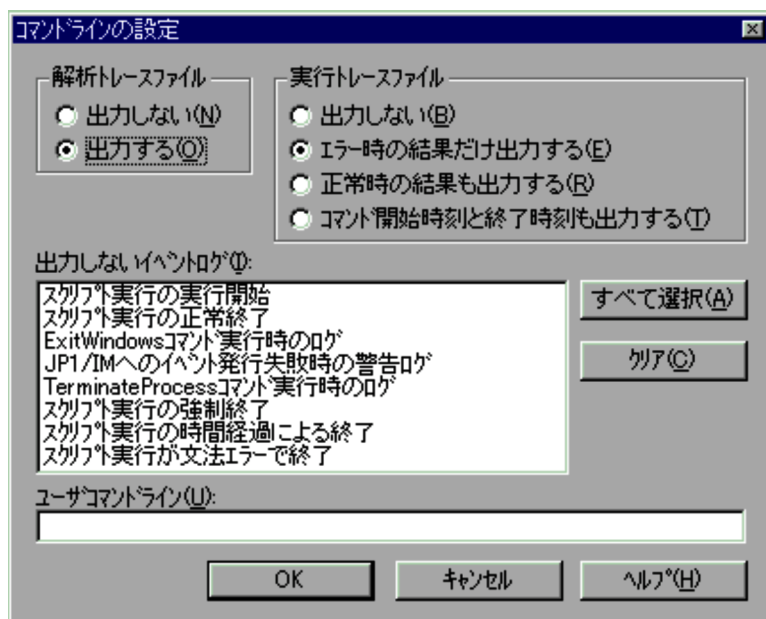 コマンドラインの設定
解析トレースファイル
出力しない(N)
出力する(O)
実行トレースファイル
出力しない(B)
エラー時の結果だけ出力する(E)
正常時の結果も出力する(R)
コマンド開始時刻と終了時刻も出力する(T)
出力しないイベントログ(I):
スクリプト実行の実行開始
スクリプト実行の正常終了
ExitWindowsコマンド実行時のログ
JP1/IMへのイベント発行失敗時の警告ログ
TerminateProcessコマンド実行時のログ
スクリプト実行の強制終了
スクリプト実行の時間経過による終了
スクリプト実行が文法エラーで終了
すべて選択(A)
クリア(C)
ユーザコマンドライン(U):
OK
キャンセル
ヘルプ(H)